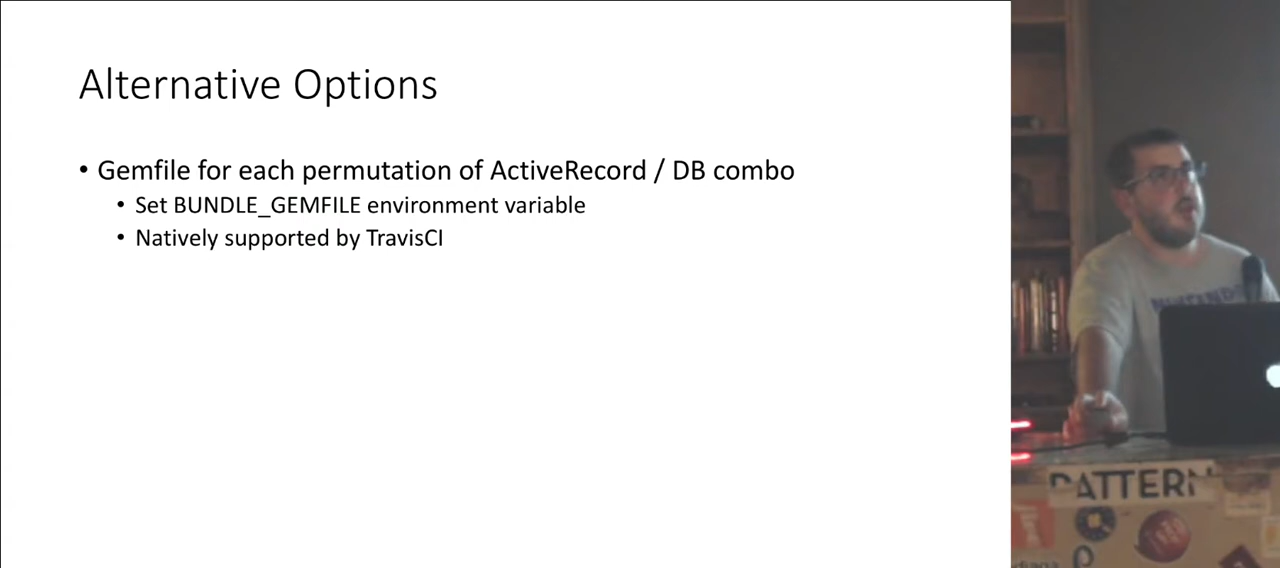 Alternative Options
• Gemfile for each permutation of ActiveRecord / DB combo
• Set BUNDLE_GEMFILE environment variable
• Natively supported by TravisCI
PATTERN